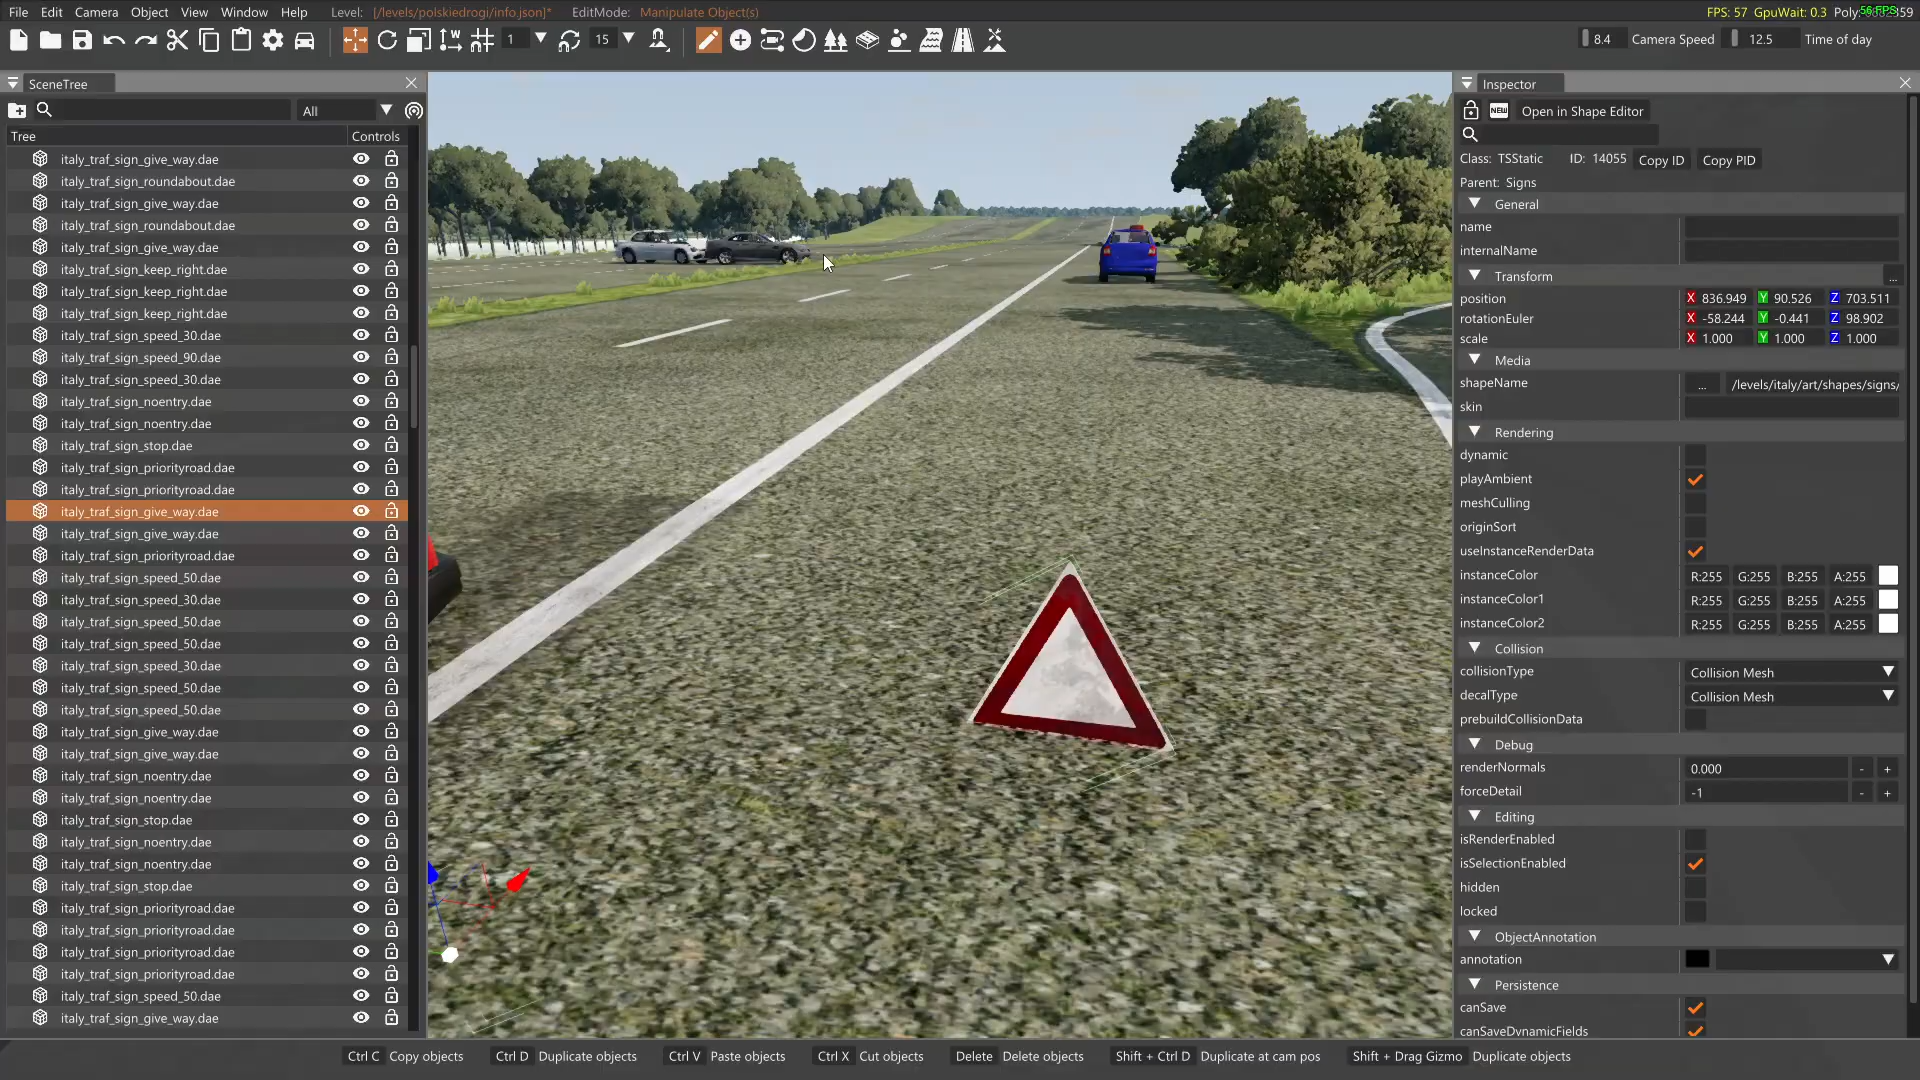 File Edit Camera Object View Window Help Level: [/levels/polskiedrogi/info.json]* EditMode: Manipulate Object(s) FPS: 57 GpuWait: 0.3 Poly: 56 FPS
1 15 8.4 Camera Speed 12.5 Time of day
SceneTree
All
Tree Controls
italy_traf_sign_give_way.dae
italy_traf_sign_roundabout.dae
italy_traf_sign_give_way.dae
italy_traf_sign_roundabout.dae
italy_traf_sign_give_way.dae
italy_traf_sign_keep_right.dae
italy_traf_sign_keep_right.dae
italy_traf_sign_keep_right.dae
italy_traf_sign_speed_30.dae
italy_traf_sign_speed_90.dae
italy_traf_sign_speed_30.dae
italy_traf_sign_noentry.dae
italy_traf_sign_noentry.dae
italy_traf_sign_stop.dae
italy_traf_sign_priorityroad.dae
italy_traf_sign_priorityroad.dae
italy_traf_sign_give_way.dae
italy_traf_sign_give_way.dae
italy_traf_sign_priorityroad.dae
italy_traf_sign_speed_50.dae
italy_traf_sign_speed_30.dae
italy_traf_sign_speed_50.dae
italy_traf_sign_speed_50.dae
italy_traf_sign_speed_30.dae
italy_traf_sign_speed_50.dae
italy_traf_sign_speed_50.dae
italy_traf_sign_give_way.dae
italy_traf_sign_give_way.dae
italy_traf_sign_noentry.dae
italy_traf_sign_noentry.dae
italy_traf_sign_stop.dae
italy_traf_sign_noentry.dae
italy_traf_sign_noentry.dae
italy_traf_sign_stop.dae
italy_traf_sign_priorityroad.dae
italy_traf_sign_priorityroad.dae
italy_traf_sign_priorityroad.dae
italy_traf_sign_priorityroad.dae
italy_traf_sign_speed_50.dae
italy_traf_sign_give_way.dae
Inspector
NEW Open in Shape Editor
Class: TSStatic ID: 14055 Copy ID Copy PID
Parent: Signs
General
name
internalName
Transform ...
position X 836.949 Y 90.526 Z 703.511
rotationEuler X -58.244 Y -0.441 Z 98.902
scale X 1.000 Y 1.000 Z 1.000
Media
shapeName ... /levels/italy/art/shapes/signs/
skin
Rendering
dynamic
playAmbient
meshCulling
originSort
useInstanceRenderData
instanceColor R:255 G:255 B:255 A:255
instanceColor1 R:255 G:255 B:255 A:255
instanceColor2 R:255 G:255 B:255 A:255
Collision
collisionType Collision Mesh
decalType Collision Mesh
prebuildCollisionData
Debug
renderNormals 0.000 - +
forceDetail -1 - +
Editing
isRenderEnabled
isSelectionEnabled
hidden
locked
ObjectAnnotation
annotation
Persistence
canSave
canSaveDynamicFields
Ctrl C Copy objects Ctrl D Duplicate objects Ctrl V Paste objects Ctrl X Cut objects Delete Delete objects Shift + Ctrl D Duplicate at cam pos Shift + Drag Gizmo Duplicate objects